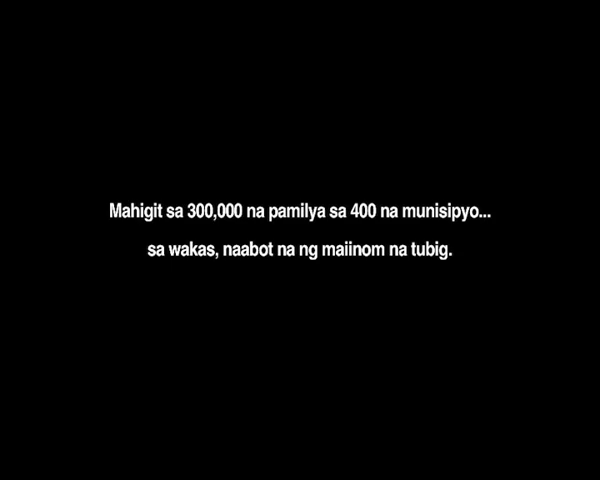 Mahigit sa 300,000 na pamilya sa 400 na munisipyo...
sa wakas, naabot na ng maiinom na tubig.